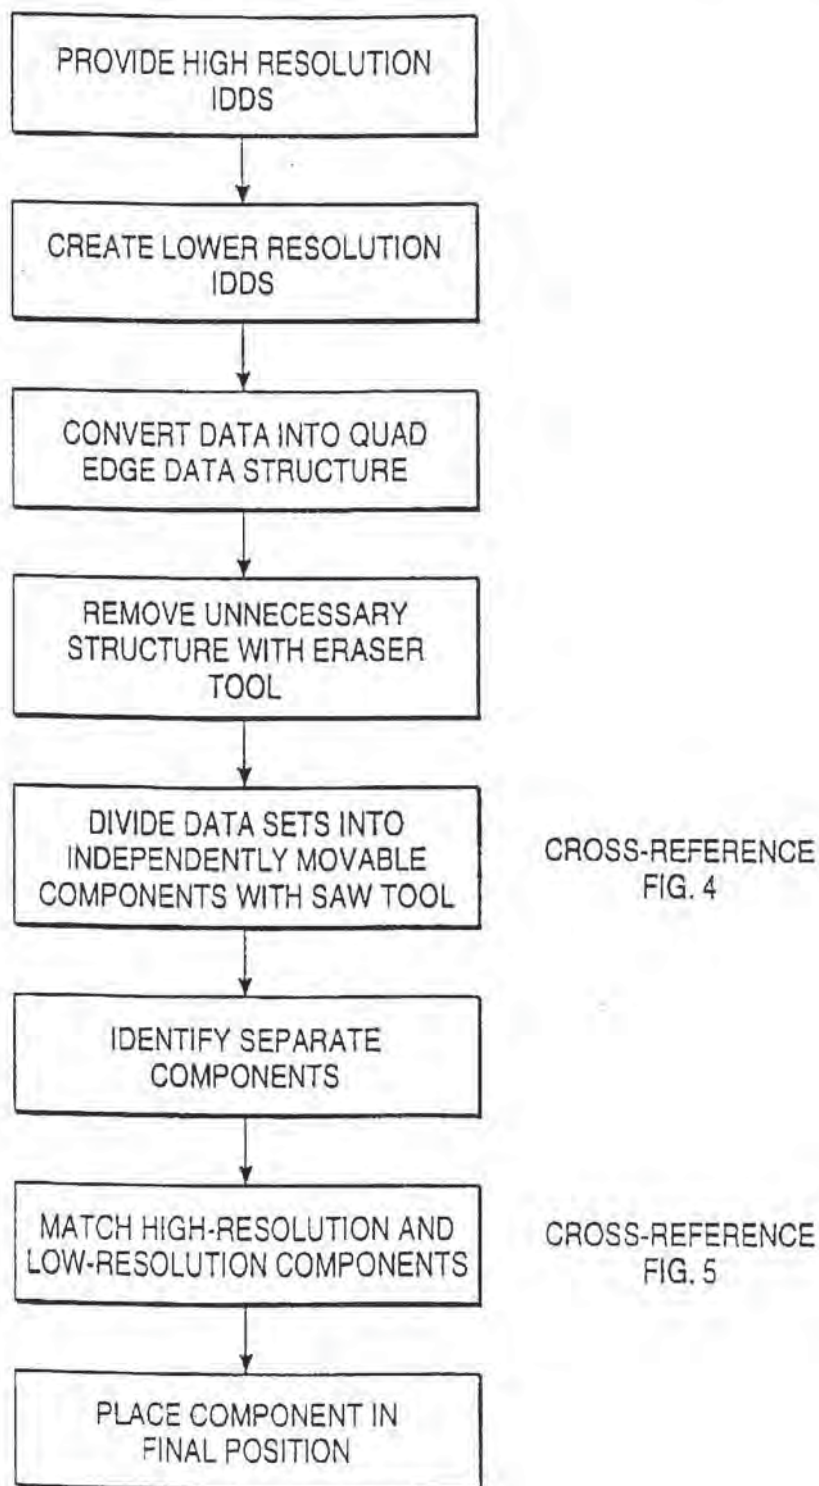 PROVIDE HIGH RESOLUTION
IDDS
CREATE LOWER RESOLUTION
IDDS
CONVERT DATA INTO QUAD
EDGE DATA STRUCTURE
REMOVE UNNECESSARY
STRUCTURE WITH ERASER
TOOL
DIVIDE DATA SETS INTO
INDEPENDENTLY MOVABLE
COMPONENTS WITH SAW TOOL
CROSS-REFERENCE
FIG. 4
IDENTIFY SEPARATE
COMPONENTS
MATCH HIGH-RESOLUTION AND
LOW-RESOLUTION COMPONENTS
CROSS-REFERENCE
FIG. 5
PLACE COMPONENT IN
FINAL POSITION